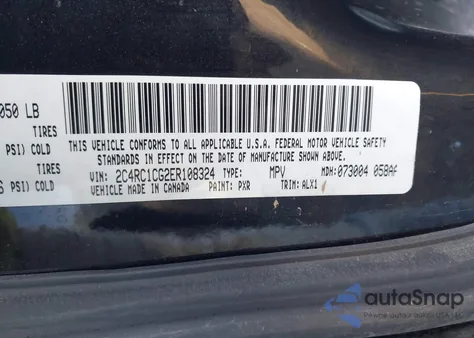 050 LB
TIRES
PSI) COLD
TIRES
PSI) COLD
THIS VEHICLE CONFORMS TO ALL APPLICABLE U.S.A. FEDERAL MOTOR VEHICLE SAFETY
STANDARDS IN EFFECT ON THE DATE OF MANUFACTURE SHOWN ABOVE.
VIN: 2C4RC1CG2ER108324 TYPE: MPV MDH: 073004 058AF
VEHICLE MADE IN CANADA PAINT: PXR TRIM: ALX1
autoSnap